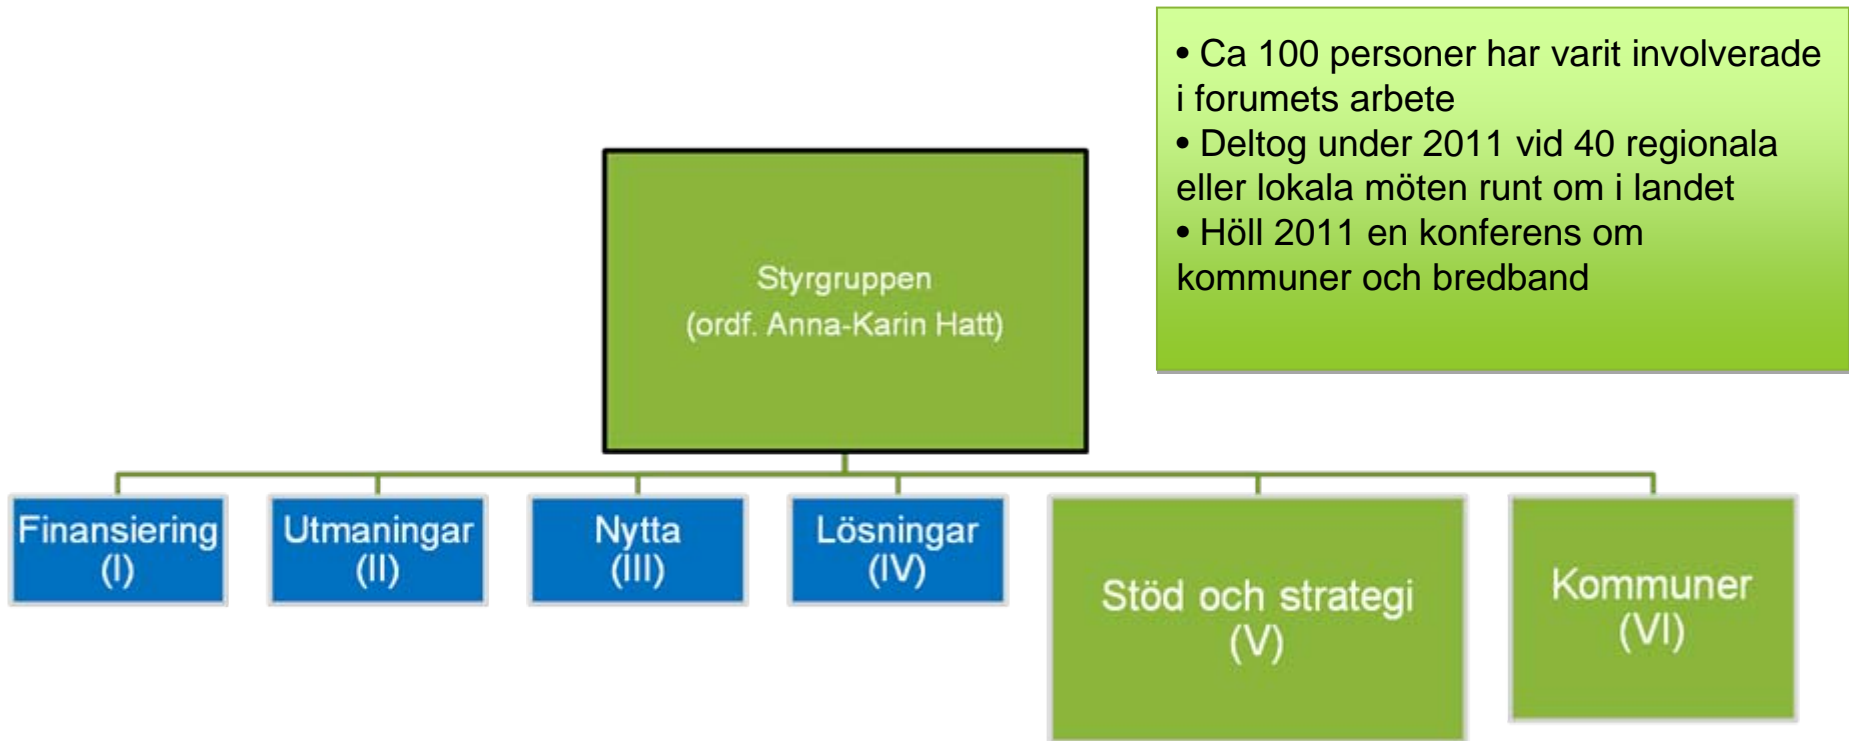 • Ca 100 personer har varit involverade
i forumets arbete
• Deltog under 2011 vid 40 regionala
eller lokala möten runt om i landet
• Höll 2011 en konferens om
kommuner och bredband
Styrgruppen
(ordf. Anna-Karin Hatt)
Finansiering
(I)
Utmaningar
(II)
Nytta
(III)
Lösningar
(IV)
Stöd och strategi
(V)
Kommuner
(VI)